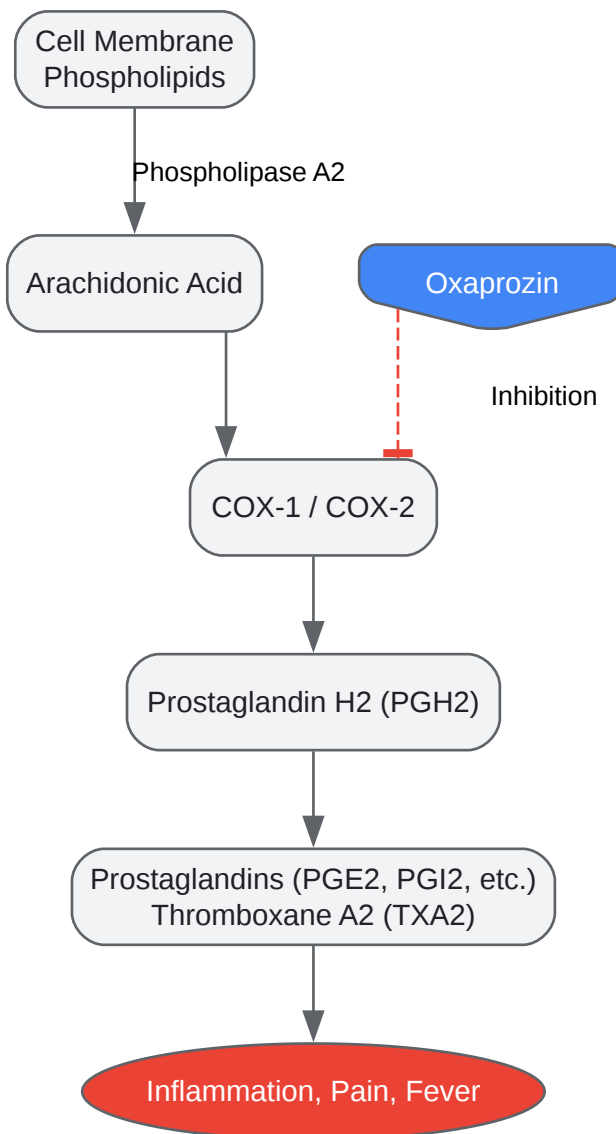 Cell Membrane
Phospholipids
Phospholipase A2
Arachidonic Acid
Oxaprozin
Inhibition
COX-1 / COX-2
Prostaglandin H2 (PGH2)
Prostaglandins (PGE2, PGI2, etc.)
Thromboxane A2 (TXA2)
Inflammation, Pain, Fever